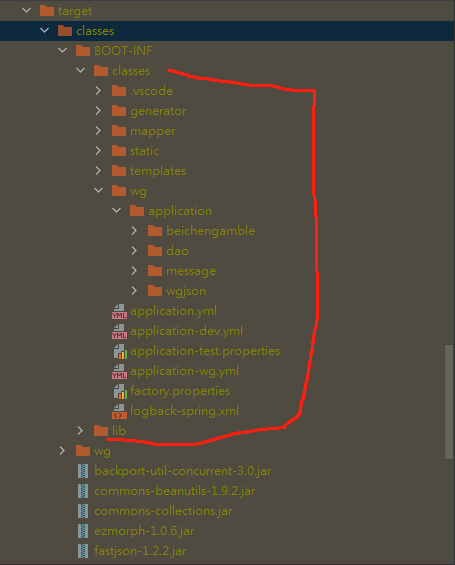 target
classes
BOOT-INF
classes
.vscode
generator
mapper
static
templates
wg
application
beichengamble
dao
message
wgjson
application.yml
application-dev.yml
application-test.properties
application-wg.yml
factory.properties
logback-spring.xml
lib
wg
backport-util-concurrent-3.0.jar
commons-beanutils-1.9.2.jar
commons-collections.jar
ezmorph-1.0.6.jar
fastjson-1.2.2.jar